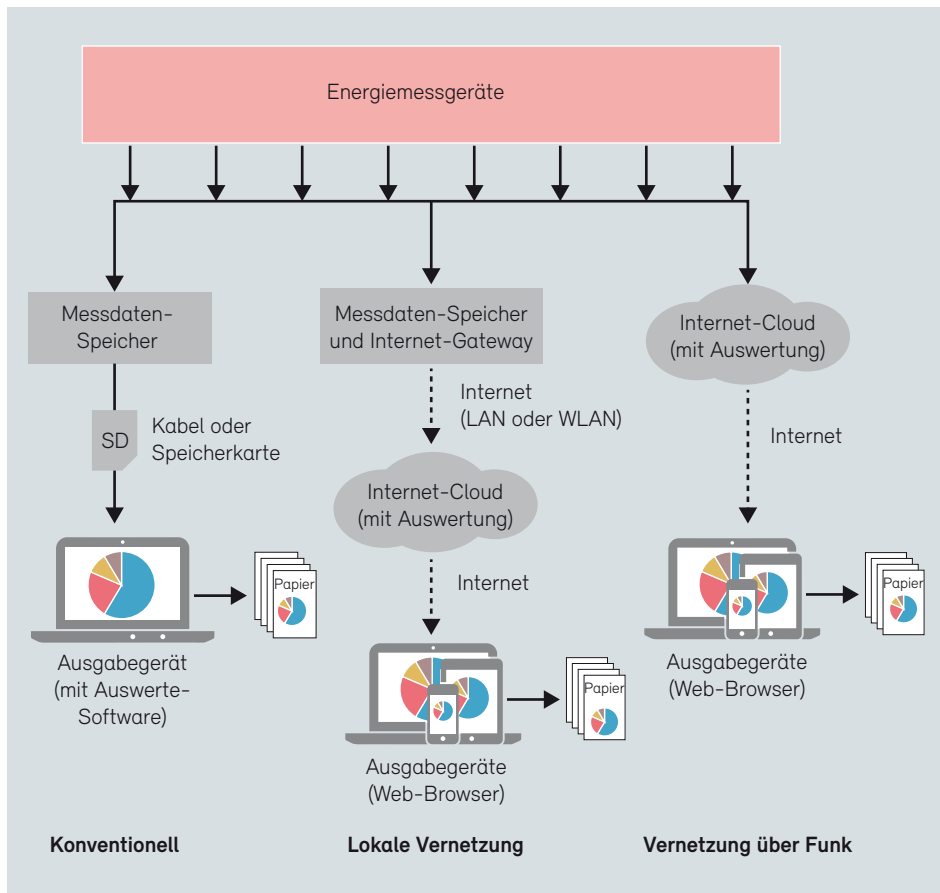 Energiemessgeräte
Messdaten-
Speicher
SD
Kabel oder
Speicherkarte
Papier
Ausgabegerät
(mit Auswerte-
Software)
Konventionell
Messdaten-Speicher
und Internet-Gateway
Internet
(LAN oder WLAN)
Internet-Cloud
(mit Auswertung)
Internet
Papier
Ausgabegeräte
(Web-Browser)
Lokale Vernetzung
Internet-Cloud
(mit Auswertung)
Internet
Papier
Ausgabegeräte
(Web-Browser)
Vernetzung über Funk